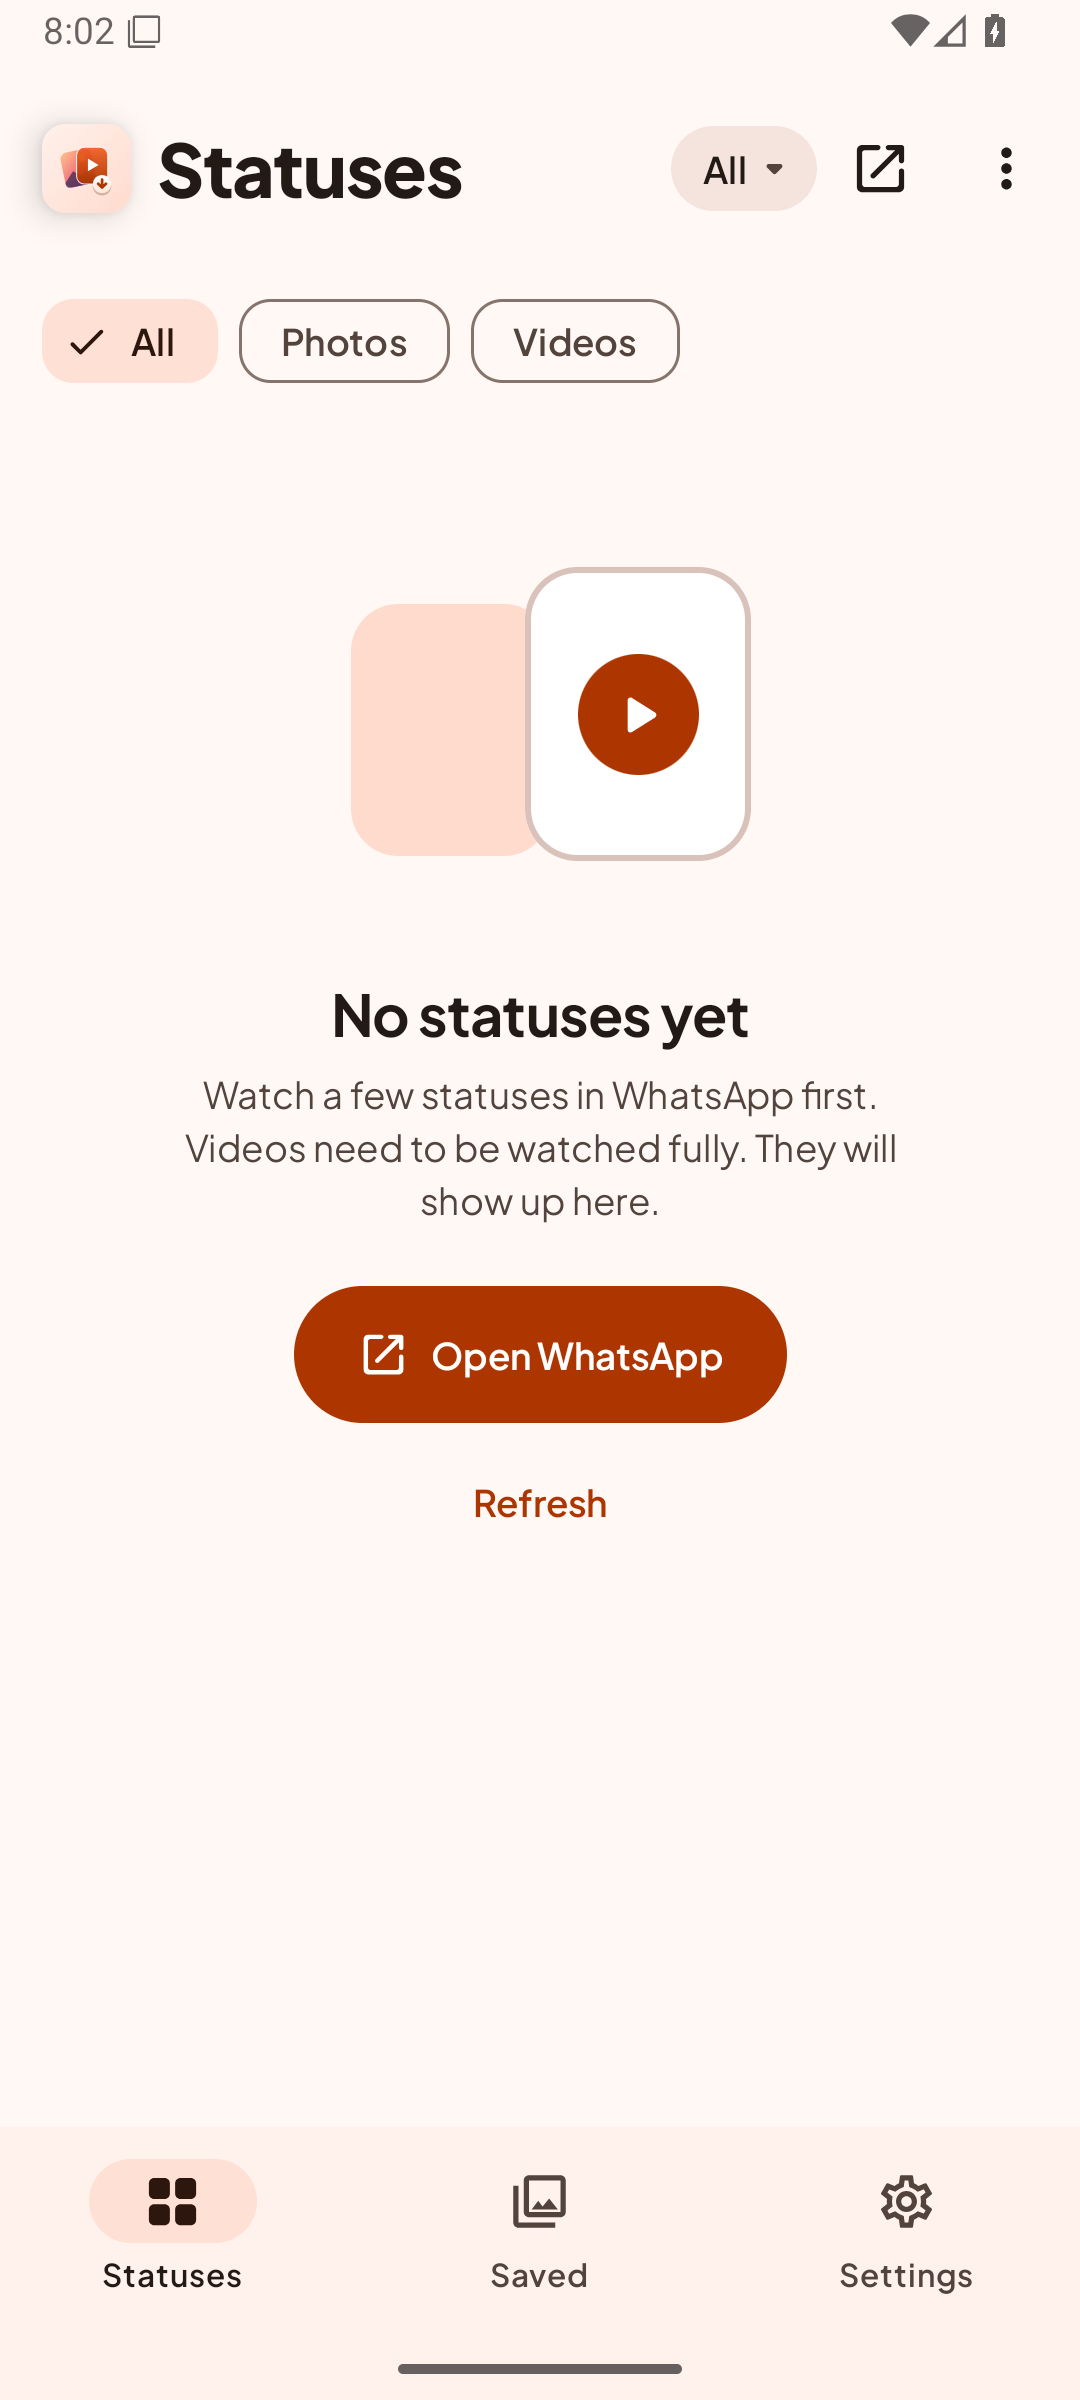 8:02
Statuses
All
All
Photos
Videos
No statuses yet
Watch a few statuses in WhatsApp first.
Videos need to be watched fully. They will
show up here.
Open WhatsApp
Refresh
Statuses
Saved
Settings